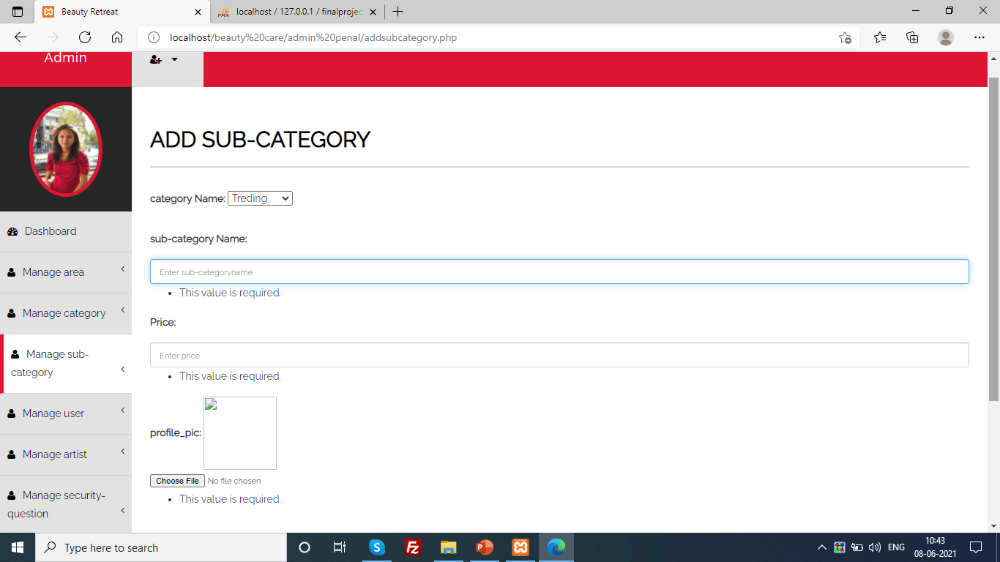 Beauty Retreat
localhost / 127.0.0.1 / finalprojec
localhost/beauty%20care/admin%20penal/addsubcategory.php
Admin
ADD SUB-CATEGORY
category Name: Treding
sub-category Name:
Enter sub-categoryname
This value is required.
Price:
Enter price
This value is required.
profile_pic:
Choose File No file chosen
This value is required.
Dashboard
Manage area
Manage category
Manage sub-
category
Manage user
Manage artist
Manage security-
question
Type here to search
ENG
10:43
08-06-2021